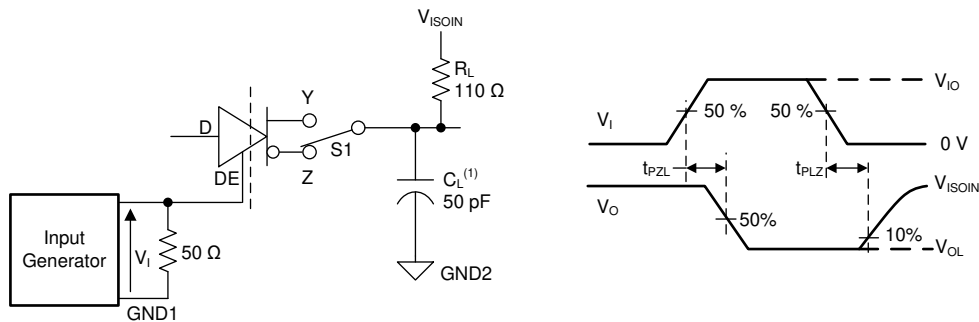 V_ISOIN
R_L
110 Ω
Y
D
S1
DE
Z
C_L^(1)
50 pF
Input
Generator
V_I
50 Ω
GND1
GND2
V_I
50 %
50 %
V_IO
0 V
t_PZL
t_PLZ
V_ISOIN
V_O
50%
10%
V_OL